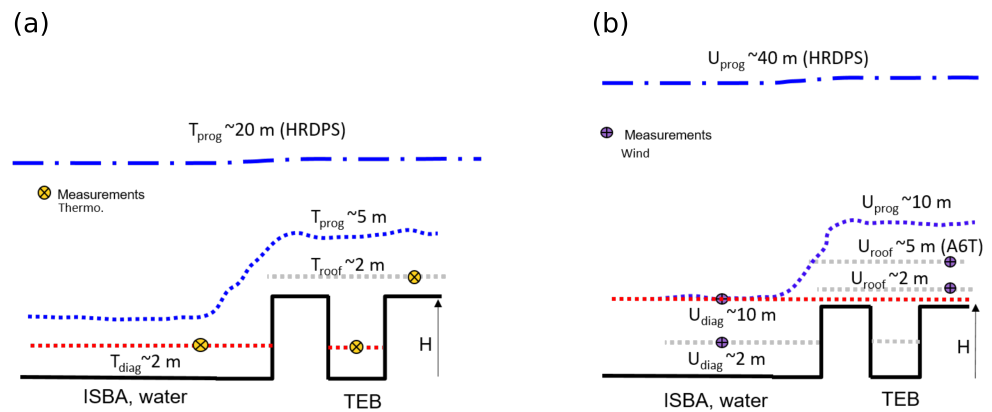 (a)
T_prog ~20 m (HRDPS)
Measurements
Thermo.
T_prog ~5 m
T_roof ~2 m
T_diag ~2 m
H
ISBA, water
TEB
(b)
U_prog ~40 m (HRDPS)
Measurements
Wind
U_prog ~10 m
U_roof ~5 m (A6T)
U_roof ~2 m
U_diag ~10 m
U_diag ~2 m
H
ISBA, water
TEB